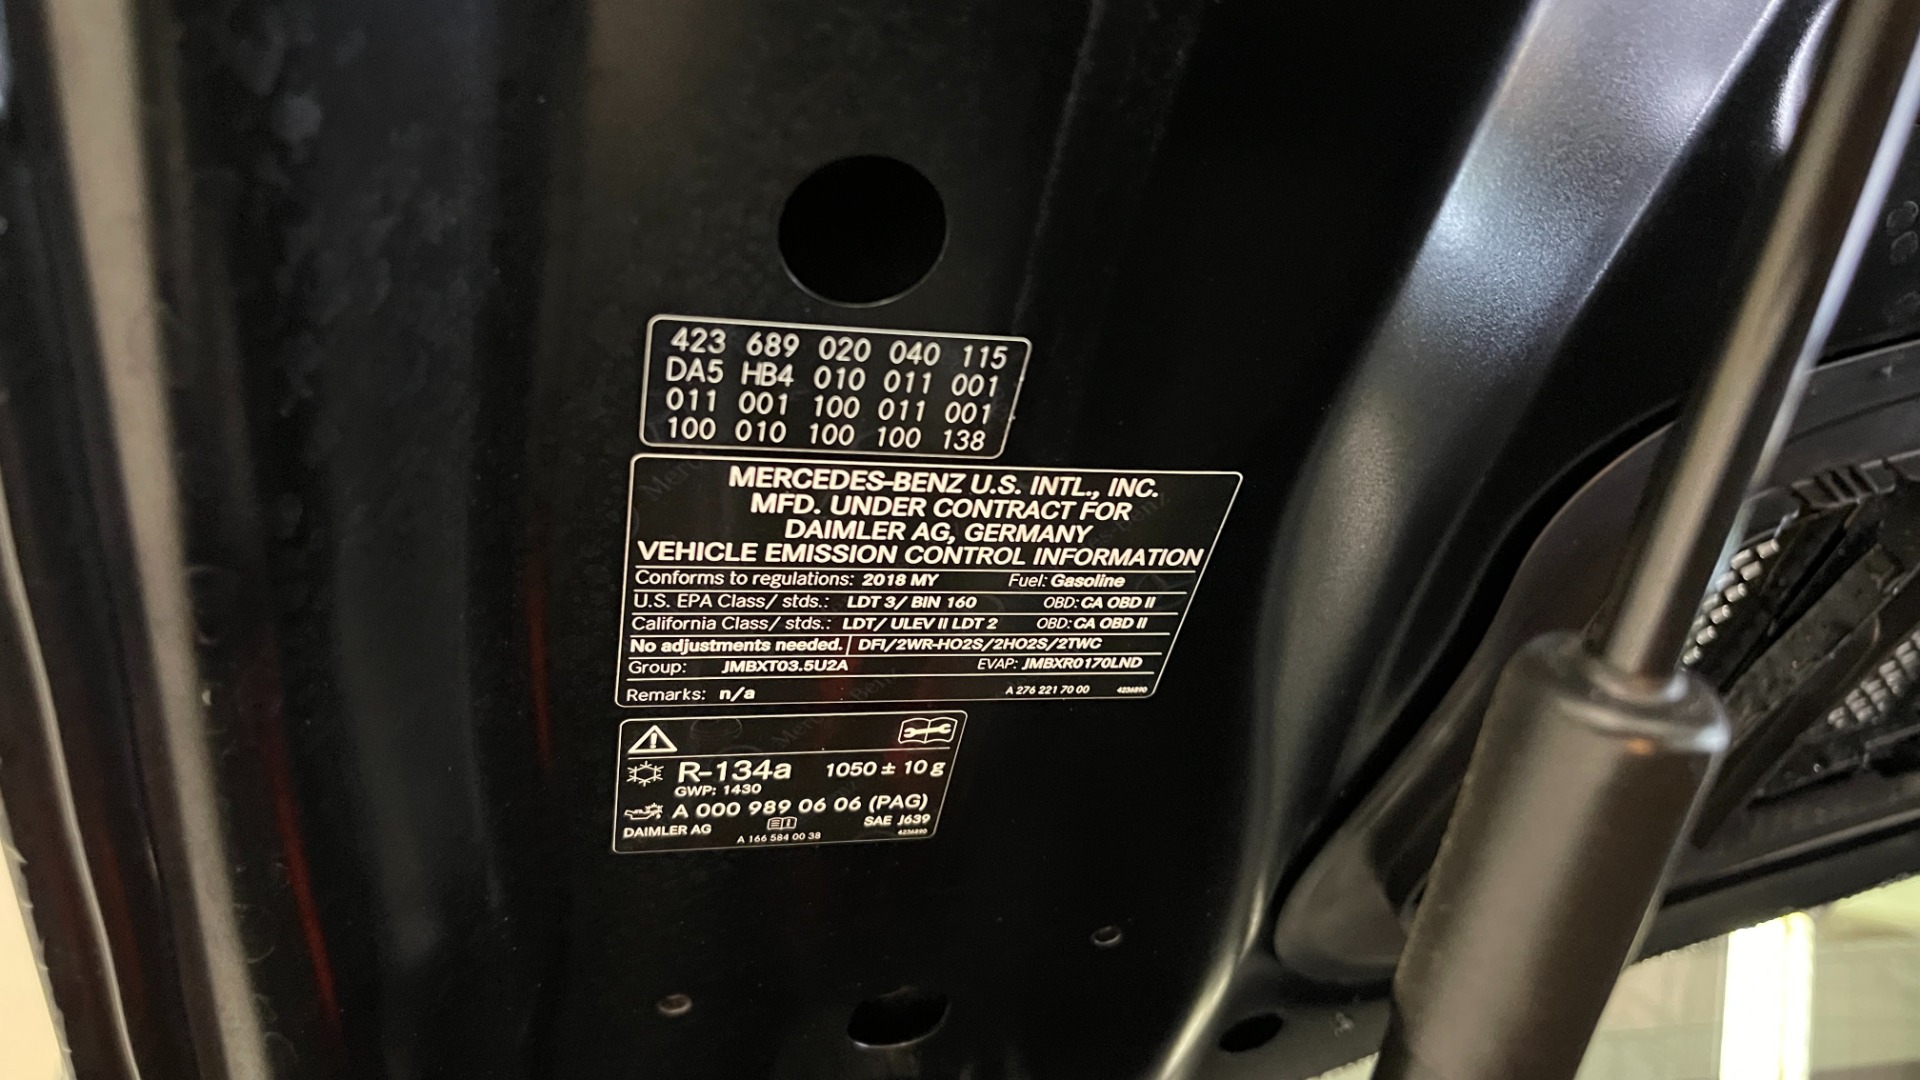 423 689 020 040 115
DA5 HB4 010 011 001
011 001 100 011 001
100 010 100 100 138
MERCEDES-BENZ U.S. INTL., INC.
MFD. UNDER CONTRACT FOR
DAIMLER AG, GERMANY
VEHICLE EMISSION CONTROL INFORMATION
Conforms to regulations: 2018 MY Fuel: Gasoline
U.S. EPA Class/ stds.: LDT 3/ BIN 160 OBD: CA OBD II
California Class/ stds.: LDT/ ULEV II LDT 2 OBD: CA OBD II
No adjustments needed. DFI/2WR-HO2S/2HO2S/2TWC
Group: JMBXT03.5U2A EVAP: JMBXR0170LND
Remarks: n/a A 276 221 70 00 4236890
R-134a 1050 ± 10 g
GWP: 1430
A 000 989 06 06 (PAG)
DAIMLER AG SAE J639
A 166 584 00 38 4236890